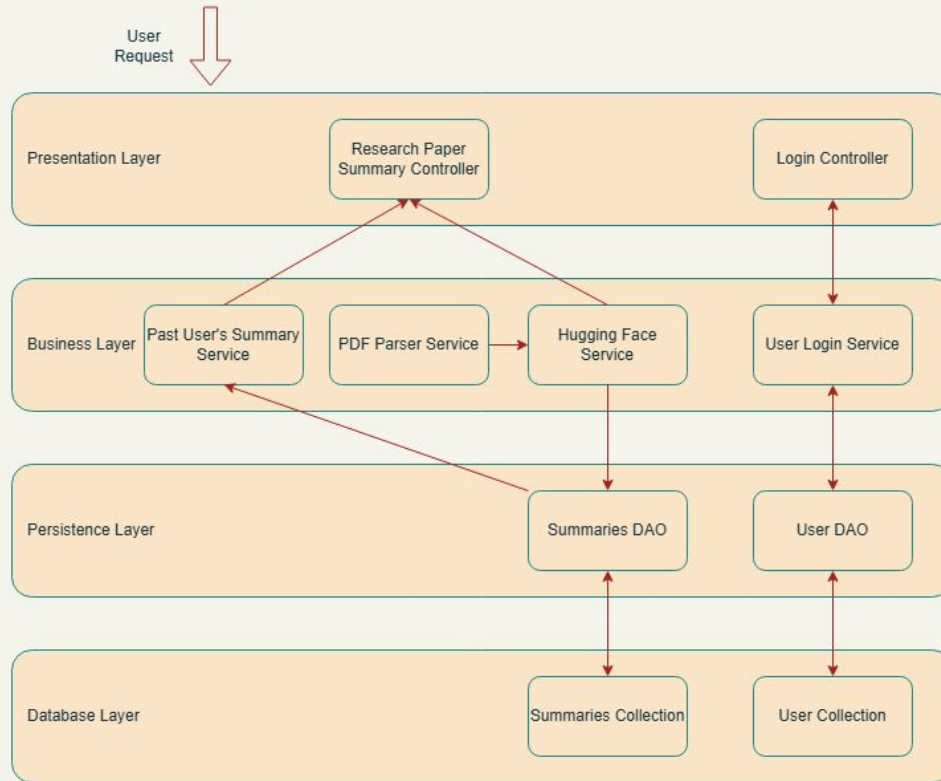 User
Request
Presentation Layer
Research Paper
Summary Controller
Login Controller
Business Layer
Past User's Summary
Service
PDF Parser Service
Hugging Face
Service
User Login Service
Persistence Layer
Summaries DAO
User DAO
Database Layer
Summaries Collection
User Collection